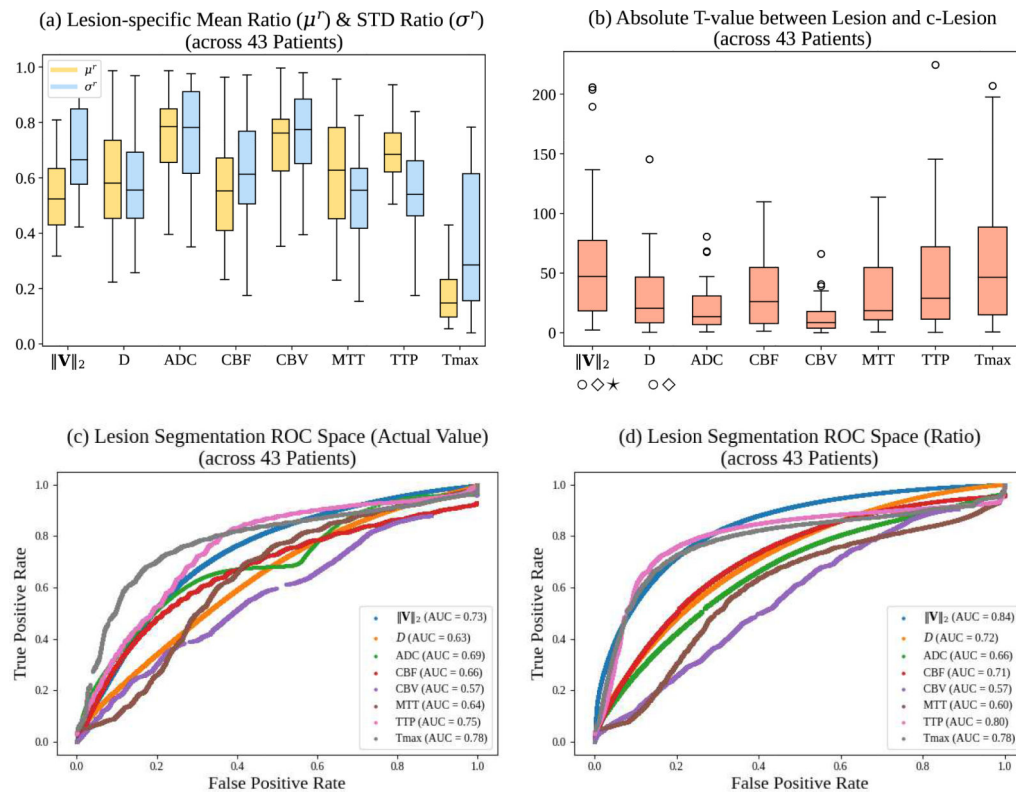 (a) Lesion-specific Mean Ratio (μʳ) & STD Ratio (σʳ)
(across 43 Patients)
1.0
0.8
0.6
0.4
0.2
0.0
μʳ
σʳ
‖V‖₂ D ADC CBF CBV MTT TTP Tmax
(b) Absolute T-value between Lesion and c-Lesion
(across 43 Patients)
200
150
100
50
0
‖V‖₂ D ADC CBF CBV MTT TTP Tmax
○◇★ ○◇
(c) Lesion Segmentation ROC Space (Actual Value)
(across 43 Patients)
True Positive Rate
1.0
0.8
0.6
0.4
0.2
0.0
‖V‖₂ (AUC = 0.73)
D (AUC = 0.63)
ADC (AUC = 0.69)
CBF (AUC = 0.66)
CBV (AUC = 0.57)
MTT (AUC = 0.64)
TTP (AUC = 0.75)
Tmax (AUC = 0.78)
0.0 0.2 0.4 0.6 0.8 1.0
False Positive Rate
(d) Lesion Segmentation ROC Space (Ratio)
(across 43 Patients)
True Positive Rate
1.0
0.8
0.6
0.4
0.2
0.0
‖V‖₂ (AUC = 0.84)
D (AUC = 0.72)
ADC (AUC = 0.66)
CBF (AUC = 0.71)
CBV (AUC = 0.57)
MTT (AUC = 0.60)
TTP (AUC = 0.80)
Tmax (AUC = 0.78)
0.0 0.2 0.4 0.6 0.8 1.0
False Positive Rate